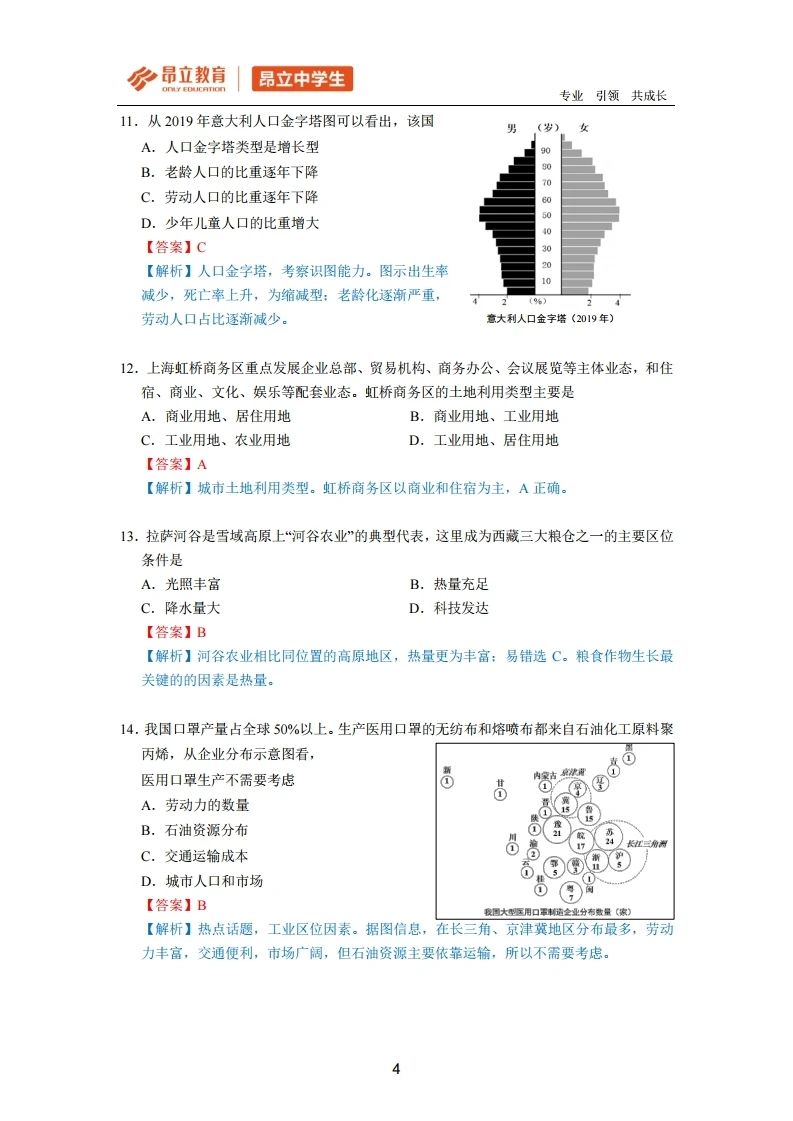 昂立教育
ONLY EDUCATION
昂立中学生
专业 引领 共成长
11．从 2019 年意大利人口金字塔图可以看出，该国
A．人口金字塔类型是增长型
B．老龄人口的比重逐年下降
C．劳动人口的比重逐年下降
D．少年儿童人口的比重增大
【答案】C
【解析】人口金字塔，考察识图能力。图示出生率
减少，死亡率上升，为缩减型；老龄化逐渐严重，
劳动人口占比逐渐减少。
男 （岁） 女
90
80
70
60
50
40
30
20
10
4 2 （%） 2 4
意大利人口金字塔（2019 年）
12．上海虹桥商务区重点发展企业总部、贸易机构、商务办公、会议展览等主体业态，和住
宿、商业、文化、娱乐等配套业态。虹桥商务区的土地利用类型主要是
A．商业用地、居住用地 B．商业用地、工业用地
C．工业用地、农业用地 D．工业用地、居住用地
【答案】A
【解析】城市土地利用类型。虹桥商务区以商业和住宿为主，A 正确。
13．拉萨河谷是雪域高原上“河谷农业”的典型代表，这里成为西藏三大粮仓之一的主要区位
条件是
A．光照丰富 B．热量充足
C．降水量大 D．科技发达
【答案】B
【解析】河谷农业相比同位置的高原地区，热量更为丰富；易错选 C。粮食作物生长最
关键的的因素是热量。
14．我国口罩产量占全球 50%以上。生产医用口罩的无纺布和熔喷布都来自石油化工原料聚
丙烯，从企业分布示意图看，
医用口罩生产不需要考虑
A．劳动力的数量
B．石油资源分布
C．交通运输成本
D．城市人口和市场
【答案】B
黑
1
吉
1
新
1
甘
1
内蒙古
1
京津冀
京
4
辽
3
冀
15
晋
1
鲁
15
陕
1
豫
21
皖
17
苏
24
长江三角洲
川
1
渝
2
云
1
鄂
5
赣
3
浙
11
沪
5
桂
1
粤
7
1
闽
我国大型医用口罩制造企业分布数量（家）
【解析】热点话题，工业区位因素。据图信息，在长三角、京津冀地区分布最多，劳动
力丰富，交通便利，市场广阔，但石油资源主要依靠运输，所以不需要考虑。
4